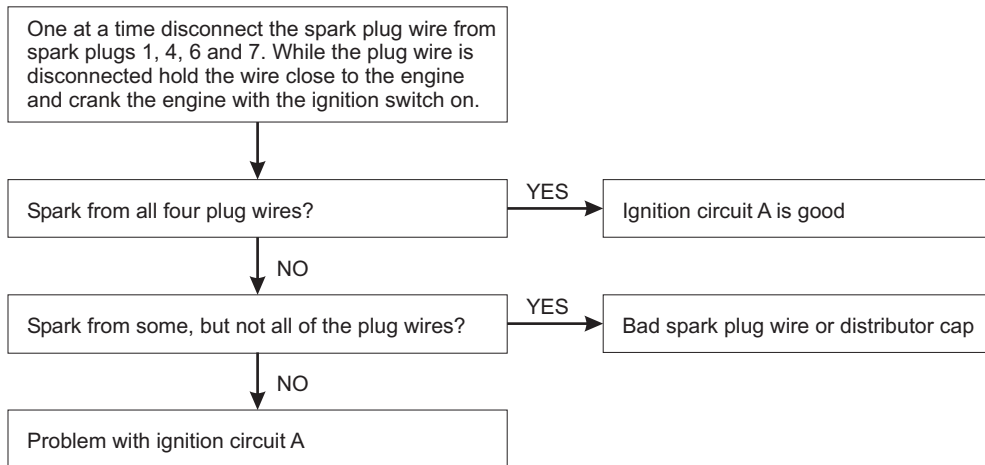 One at a time disconnect the spark plug wire from
spark plugs 1, 4, 6 and 7. While the plug wire is
disconnected hold the wire close to the engine
and crank the engine with the ignition switch on.
Spark from all four plug wires?
YES
Ignition circuit A is good
NO
Spark from some, but not all of the plug wires?
YES
Bad spark plug wire or distributor cap
NO
Problem with ignition circuit A